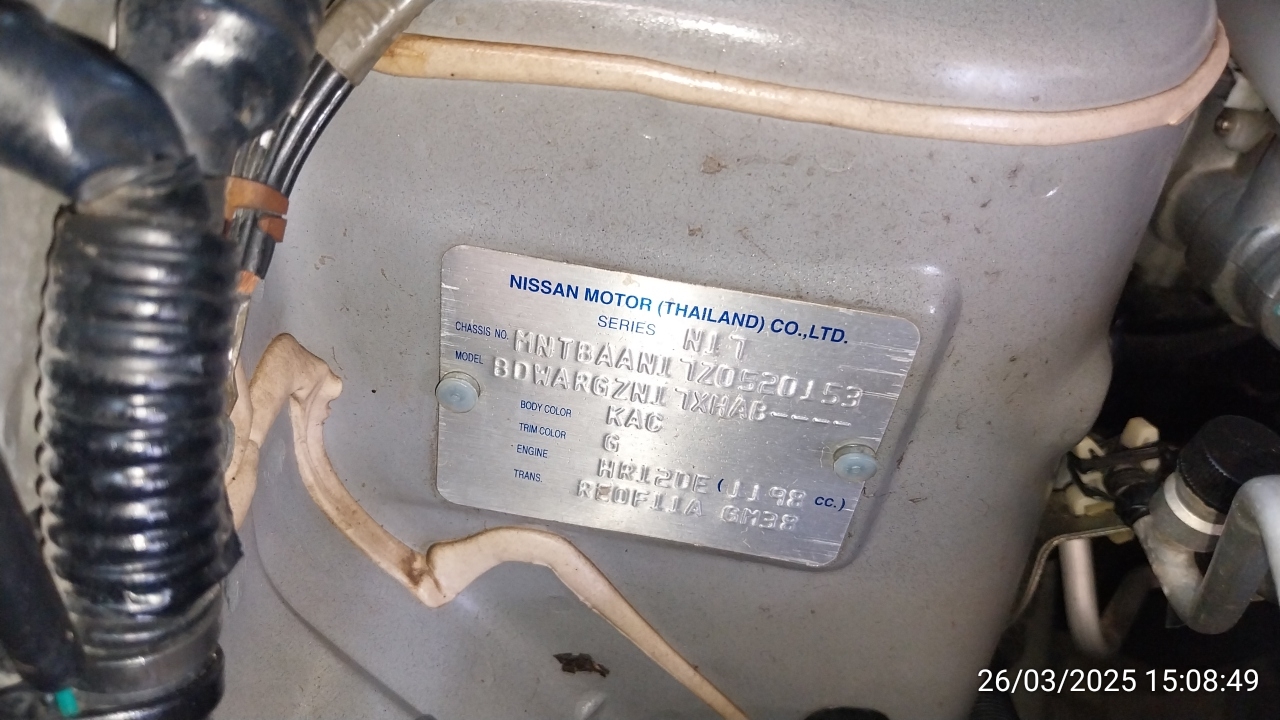 NISSAN MOTOR (THAILAND) CO.,LTD.
SERIES N17
CHASSIS NO. MNTBAAN17Z0520153
MODEL BDWARGZN17XHAB----
BODY COLOR KAC
TRIM COLOR G
ENGINE HR12DE (1198 CC.)
TRANS. RE0F11A GM38
26/03/2025 15:08:49